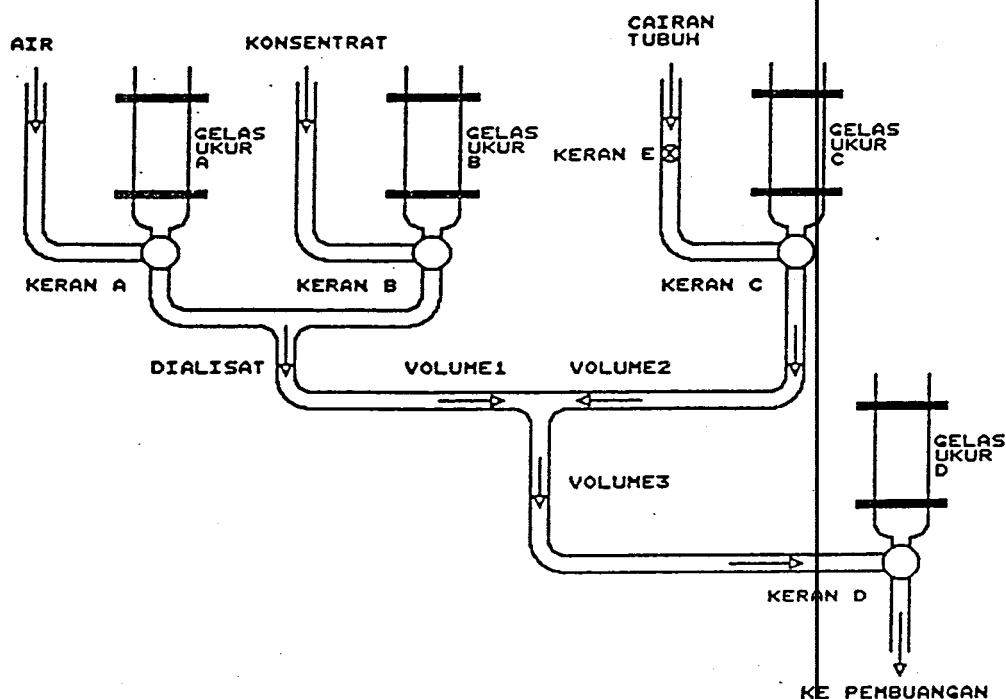 AIR
KONSENTRAT
CAIRAN
TUBUH
GELAS
UKUR
A
GELAS
UKUR
B
GELAS
UKUR
C
KERAN E
KERAN A
KERAN B
KERAN C
DIALISAT
VOLUME1
VOLUME2
GELAS
UKUR
D
VOLUME3
KERAN D
KE PEMBUANGAN